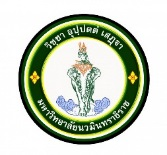 วิชฺชา อุปฺปตตํ เสฏฺฐา
มหาวิทยาลัยนวมินทราธิราช